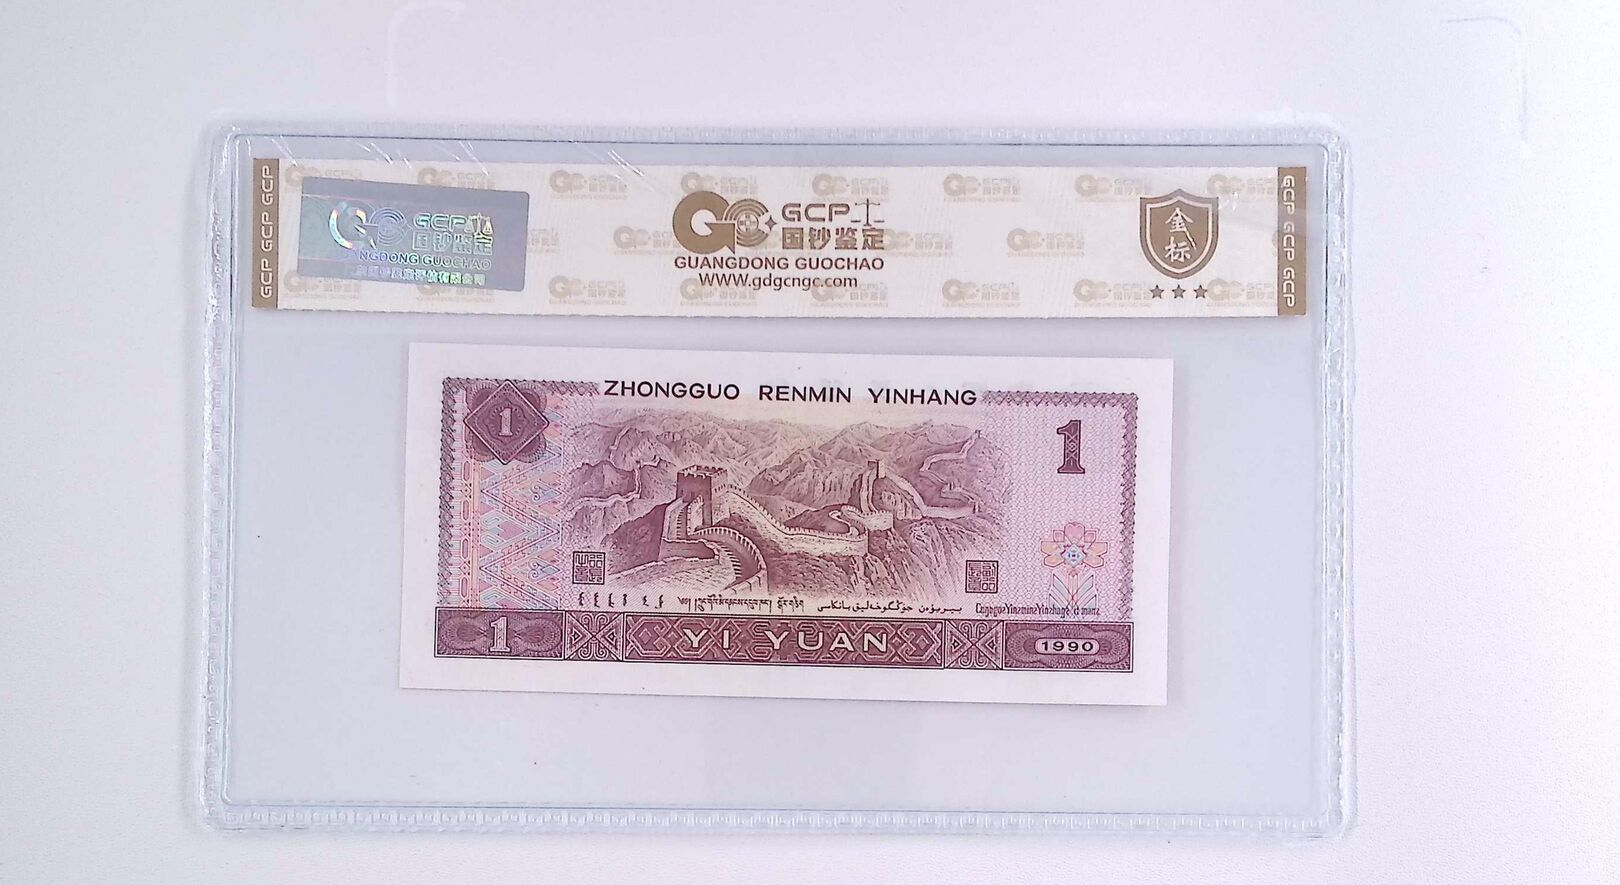 GCP GCP GCP
GCP
国钞鉴定
GUANGDONG GUOCHAO
GCP
国钞鉴定
GUANGDONG GUOCHAO
www.gdgcngc.com
金标
GCP GCP GCP
ZHONGGUO RENMIN YINHANG
1
1
1
YI YUAN
1990